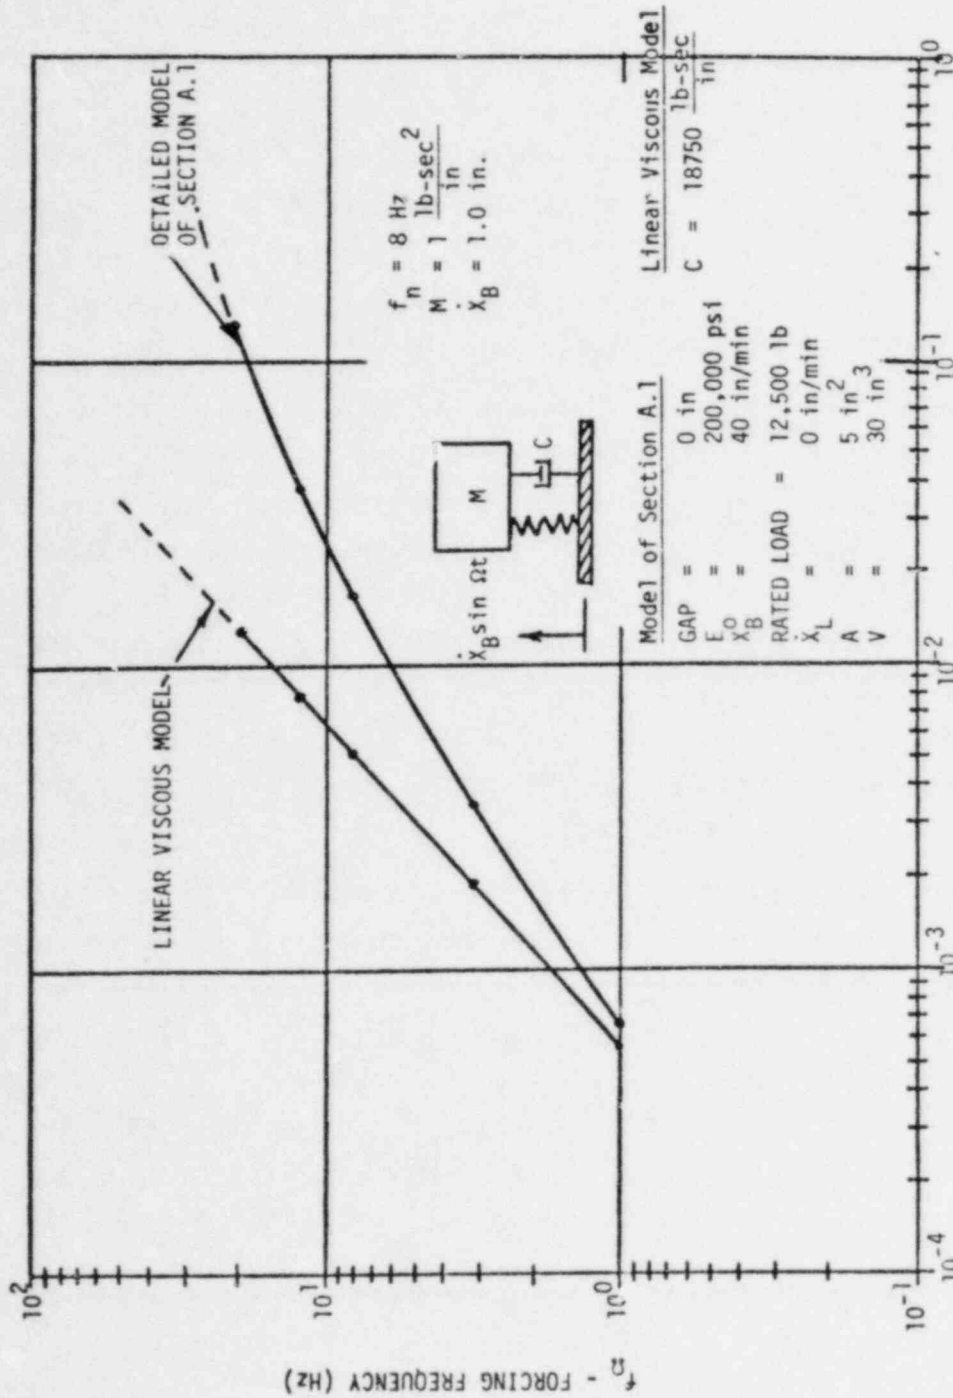 10²
10¹
10⁰
10⁻¹
f_Ω - FORCING FREQUENCY (HZ)
LINEAR VISCOUS MODEL
DETAILED MODEL
OF SECTION A.1
f_n = 8 Hz
M = 1 lb-sec²/in
Ẋ_B = 1.0 in.
Ẋ_B sin Ωt
M
C
Model of Section A.1
GAP = 0 in
E_o = 200,000 psi
Ẋ_B = 40 in/min
RATED LOAD = 12,500 lb
Ẋ_L = 0 in/min
A = 5 in²
V = 30 in³
Linear Viscous Model
C = 18750 lb-sec/in
10⁻⁴
10⁻³
10⁻²
10⁻¹
10⁰